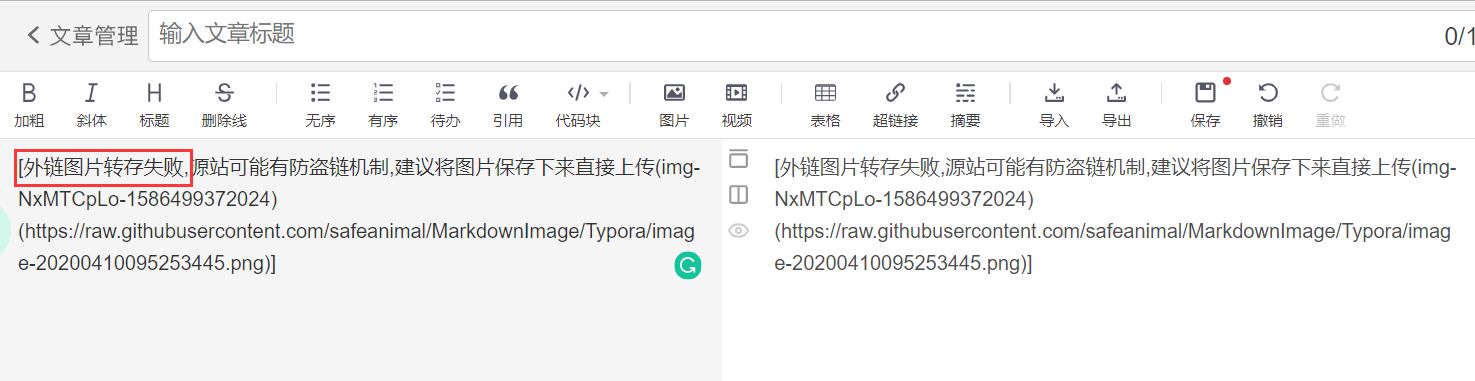 文章管理
输入文章标题
0/1
B I H S
加粗 斜体 标题 删除线 无序 有序 待办 引用 代码块 图片 视频 表格 超链接 摘要 导入 导出 保存 撤销 重做
[外链图片转存失败,源站可能有防盗链机制,建议将图片保存下来直接上传(img-
NxMTCpLo-1586499372024)
(https://raw.githubusercontent.com/safeanimal/MarkdownImage/Typora/imag
e-20200410095253445.png)]
[外链图片转存失败,源站可能有防盗链机制,建议将图片保存下来直接上传(img-
NxMTCpLo-1586499372024)
(https://raw.githubusercontent.com/safeanimal/MarkdownImage/Typora/imag
e-20200410095253445.png)]